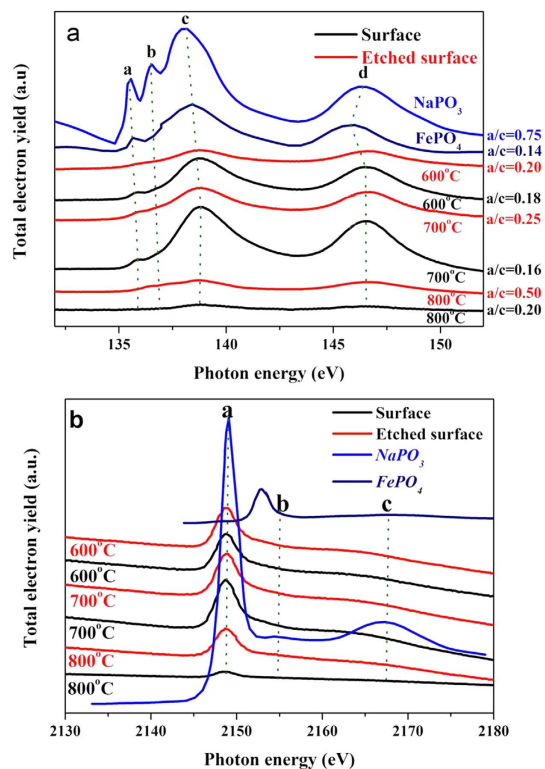 a
Surface
Etched surface
c
b
a
d
NaPO3
FePO4
a/c=0.75
a/c=0.14
a/c=0.20
600°C
600°C
a/c=0.18
700°C
a/c=0.25
700°C
a/c=0.16
800°C
a/c=0.50
800°C
a/c=0.20
Total electron yield (a.u)
135 140 145 150
Photon energy (eV)
b
a
Surface
Etched surface
NaPO3
FePO4
b
c
600°C
600°C
700°C
700°C
800°C
800°C
Total electron yield (a.u.)
2130 2140 2150 2160 2170 2180
Photon energy (eV)